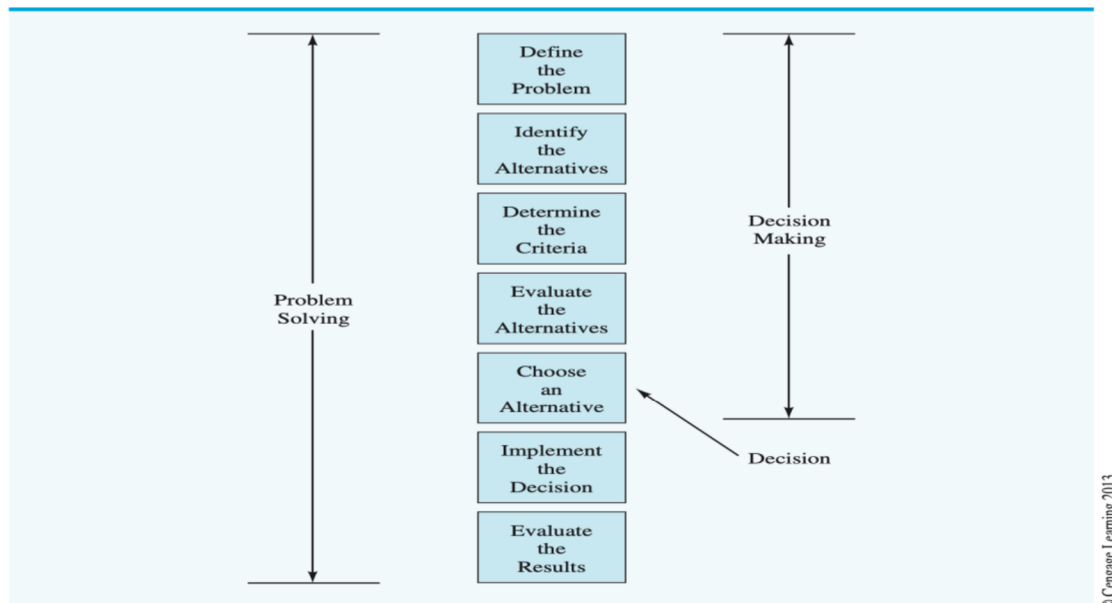 Define
the
Problem
Identify
the
Alternatives
Determine
the
Criteria
Evaluate
the
Alternatives
Choose
an
Alternative
Implement
the
Decision
Evaluate
the
Results
Problem
Solving
Decision
Making
Decision
© Cengage Learning 2013